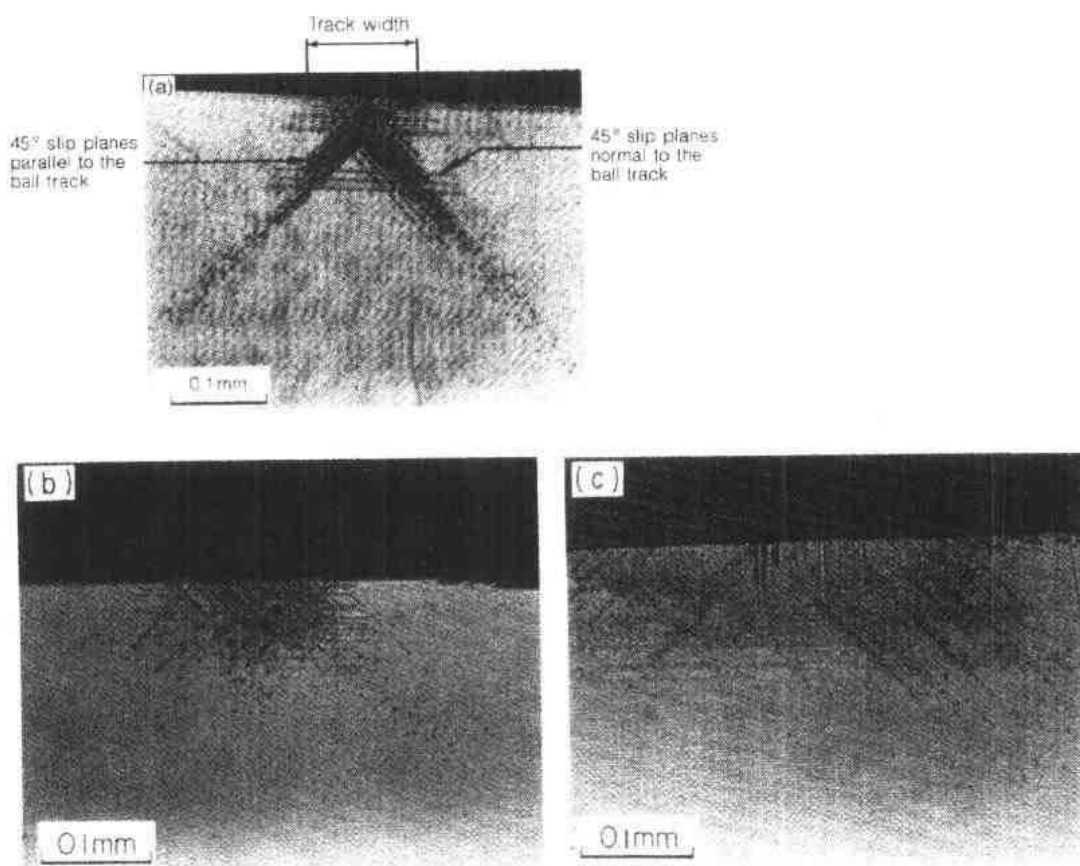 Track width
(a)
45° slip planes
parallel to the
ball track
45° slip planes
normal to the
ball track
0.1mm
(b)
(c)
0.1mm
0.1mm